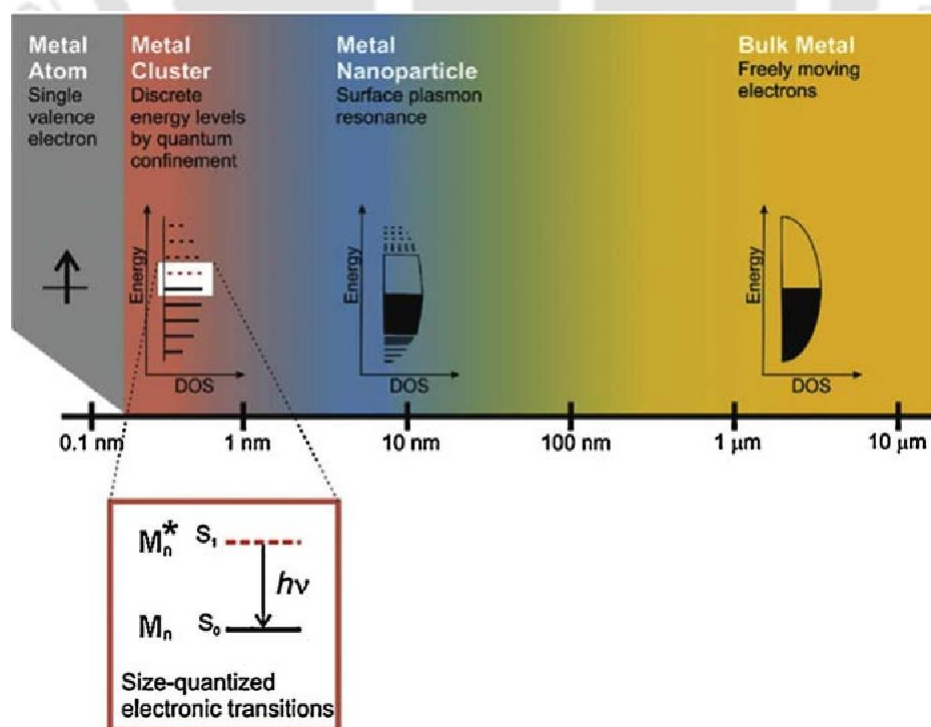 Metal
Atom
Single
valence
electron
Metal
Cluster
Discrete
energy levels
by quantum
confinement
Metal
Nanoparticle
Surface plasmon
resonance
Bulk Metal
Freely moving
electrons
Energy
DOS
Energy
DOS
Energy
DOS
0.1 nm
1 nm
10 nm
100 nm
1 μm
10 μm
Mₙ* S₁
hν
Mₙ S₀
Size-quantized
electronic transitions